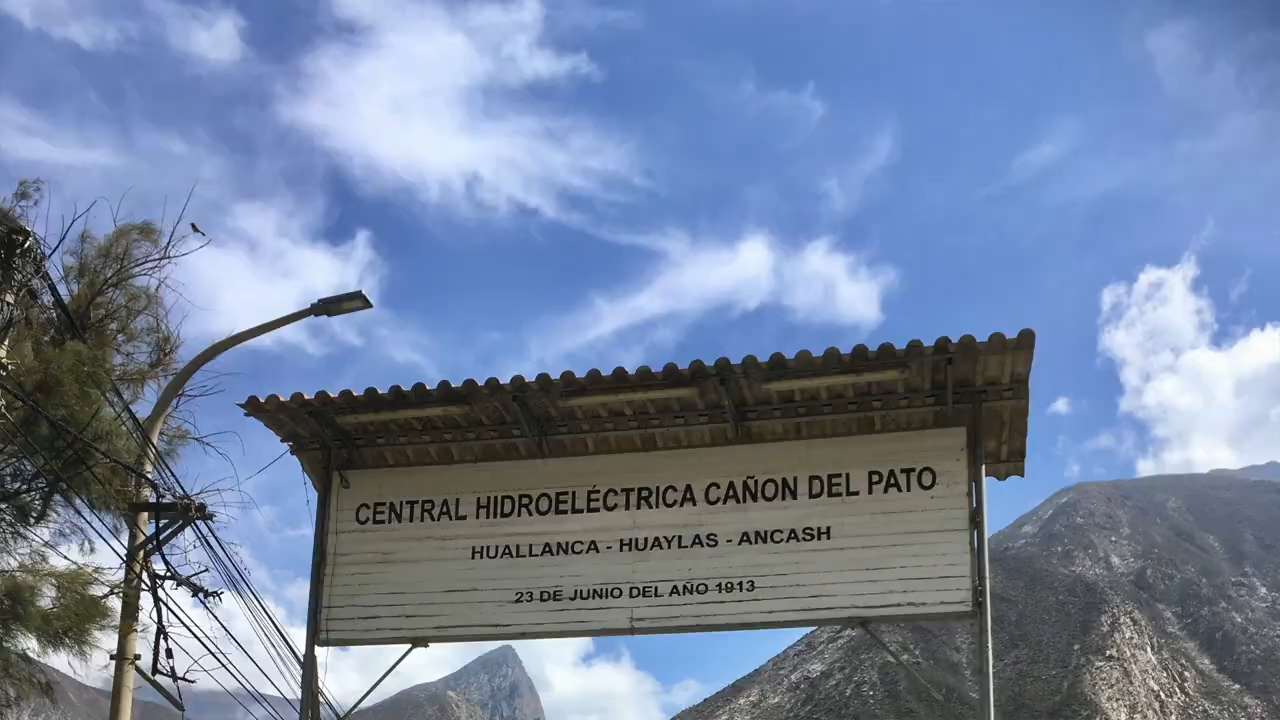 CENTRAL HIDROELÉCTRICA CAÑON DEL PATO
HUALLANCA - HUAYLAS - ANCASH
23 DE JUNIO DEL AÑO 1913